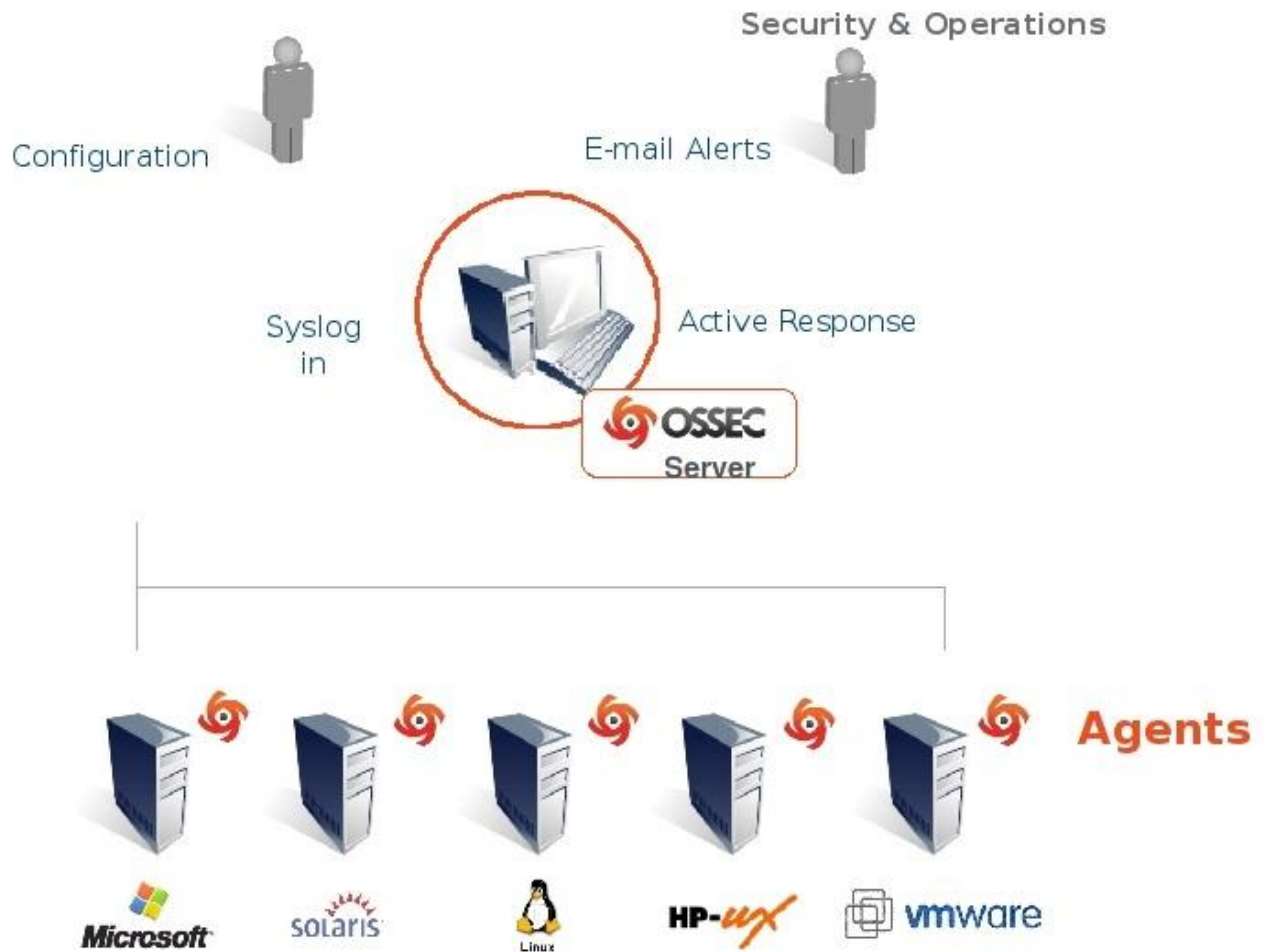 Security & Operations
Configuration
E-mail Alerts
Syslog
in
Active Response
OSSEC
Server
Agents
Microsoft
solaris
Linux
HP-UX
vmware